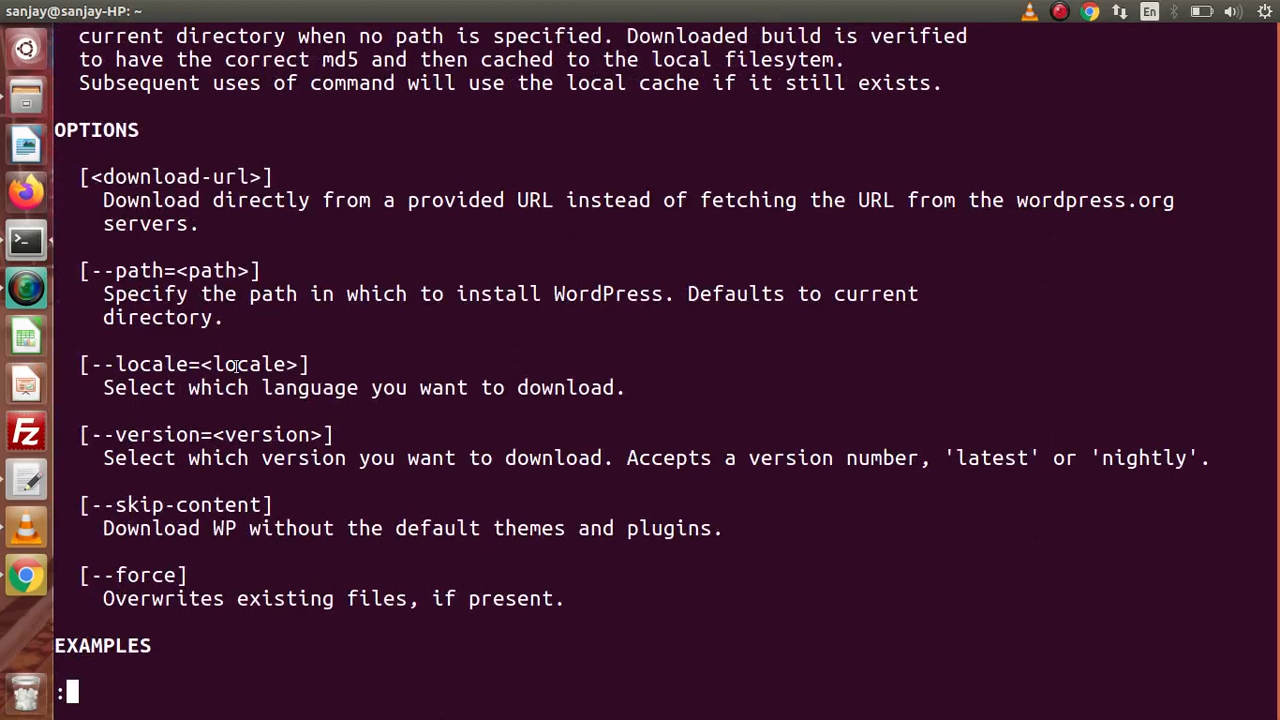 sanjay@sanjay-HP: ~
En
current directory when no path is specified. Downloaded build is verified
to have the correct md5 and then cached to the local filesytem.
Subsequent uses of command will use the local cache if it still exists.
OPTIONS
[<download-url>]
Download directly from a provided URL instead of fetching the URL from the wordpress.org
servers.
[--path=<path>]
Specify the path in which to install WordPress. Defaults to current
directory.
[--locale=<locale>]
Select which language you want to download.
[--version=<version>]
Select which version you want to download. Accepts a version number, 'latest' or 'nightly'.
[--skip-content]
Download WP without the default themes and plugins.
[--force]
Overwrites existing files, if present.
EXAMPLES
:
Fz